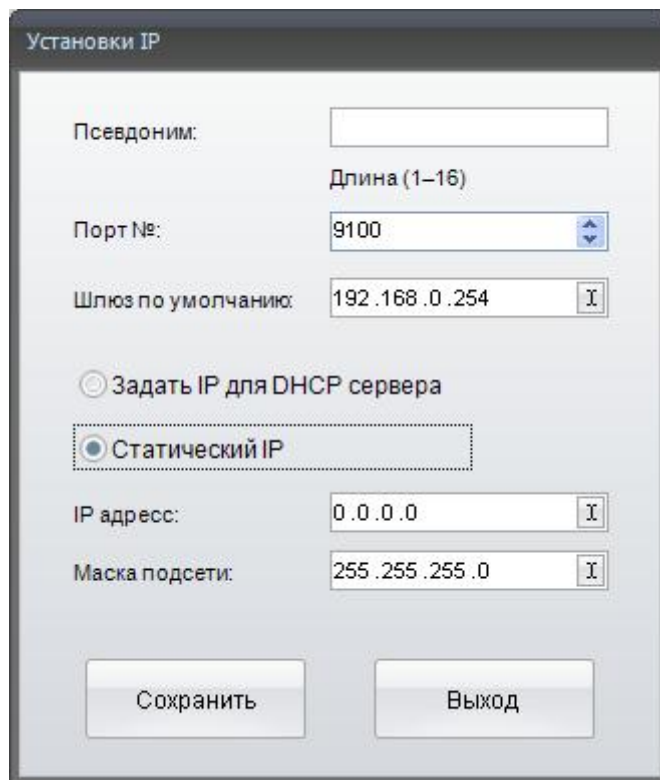 Установки IP
Псевдоним:
Длина (1–16)
Порт №: 9100
Шлюз по умолчанию: 192.168.0.254
Задать IP для DHCP сервера
Статический IP
IP адресс: 0.0.0.0
Маска подсети: 255.255.255.0
Сохранить Выход